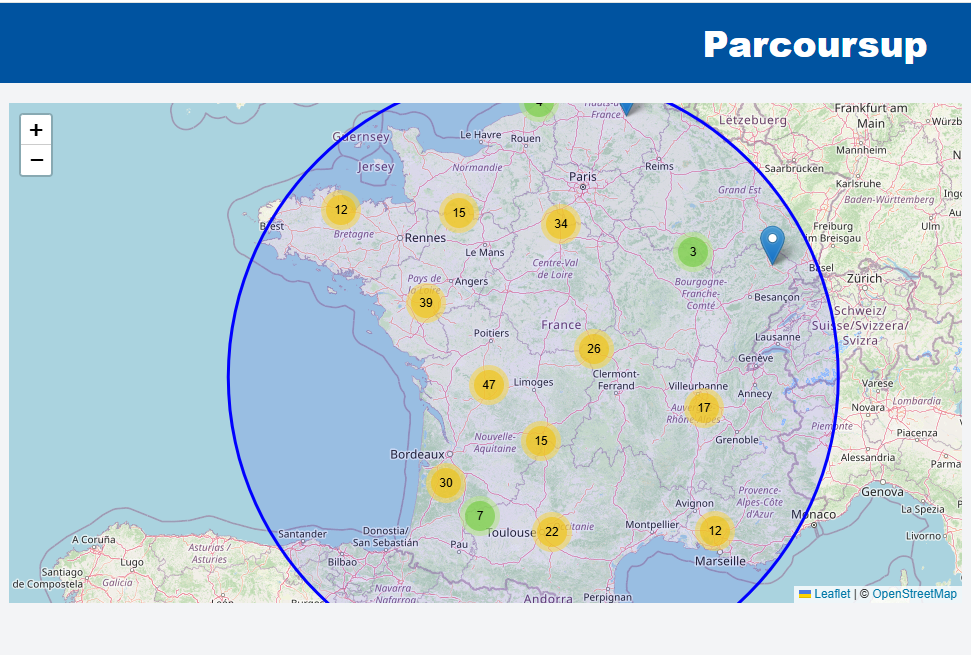 Parcoursup
+
−
Guernsey
Jersey
Le Havre
Rouen
Hauts-de-
France
Lëtzebuerg
Frankfurt am
Main
Würzb
Mannheim
Saarbrücken
Normandie
Paris
Reims
Karlsruhe
Grand Est
Baden-Württemberg
Ingo
12
15
34
3
Brest
Bretagne
Rennes
Le Mans
Freiburg
im Breisgau
Ulm
Au
Centre-Val
de Loire
Bourgogne-
Franche-
Comté
Basel
Zürich
Pays de
la Loire
Angers
39
Besançon
Schweiz/
Suisse/Svizzera/
Svizra
Poitiers
France
26
Lausanne
Genève
47
Limoges
Clermont-
Ferrand
Villeurbanne
Annecy
Auvergne-
Rhône-Alpes
17
Varese
Lombardia
Novara
Piacenza
Piemonte
Nouvelle-
Aquitaine
15
Grenoble
Bordeaux
Alessandria
Parma
30
7
22
12
Avignon
Provence-
Alpes-Côte
d'Azur
Monaco
Genova
La Spezia
Livorno
A Coruña
Lugo
Santiago
de Compostela
Galicia
Asturias /
Asturies
Santander
Bilbao
Donostia/
San Sebastián
Pau
Toulouse
Occitanie
Montpellier
Marseille
Navarra
Nafarroa
Andorra
Perpignan
León
Burgos
Leaflet | © OpenStreetMap